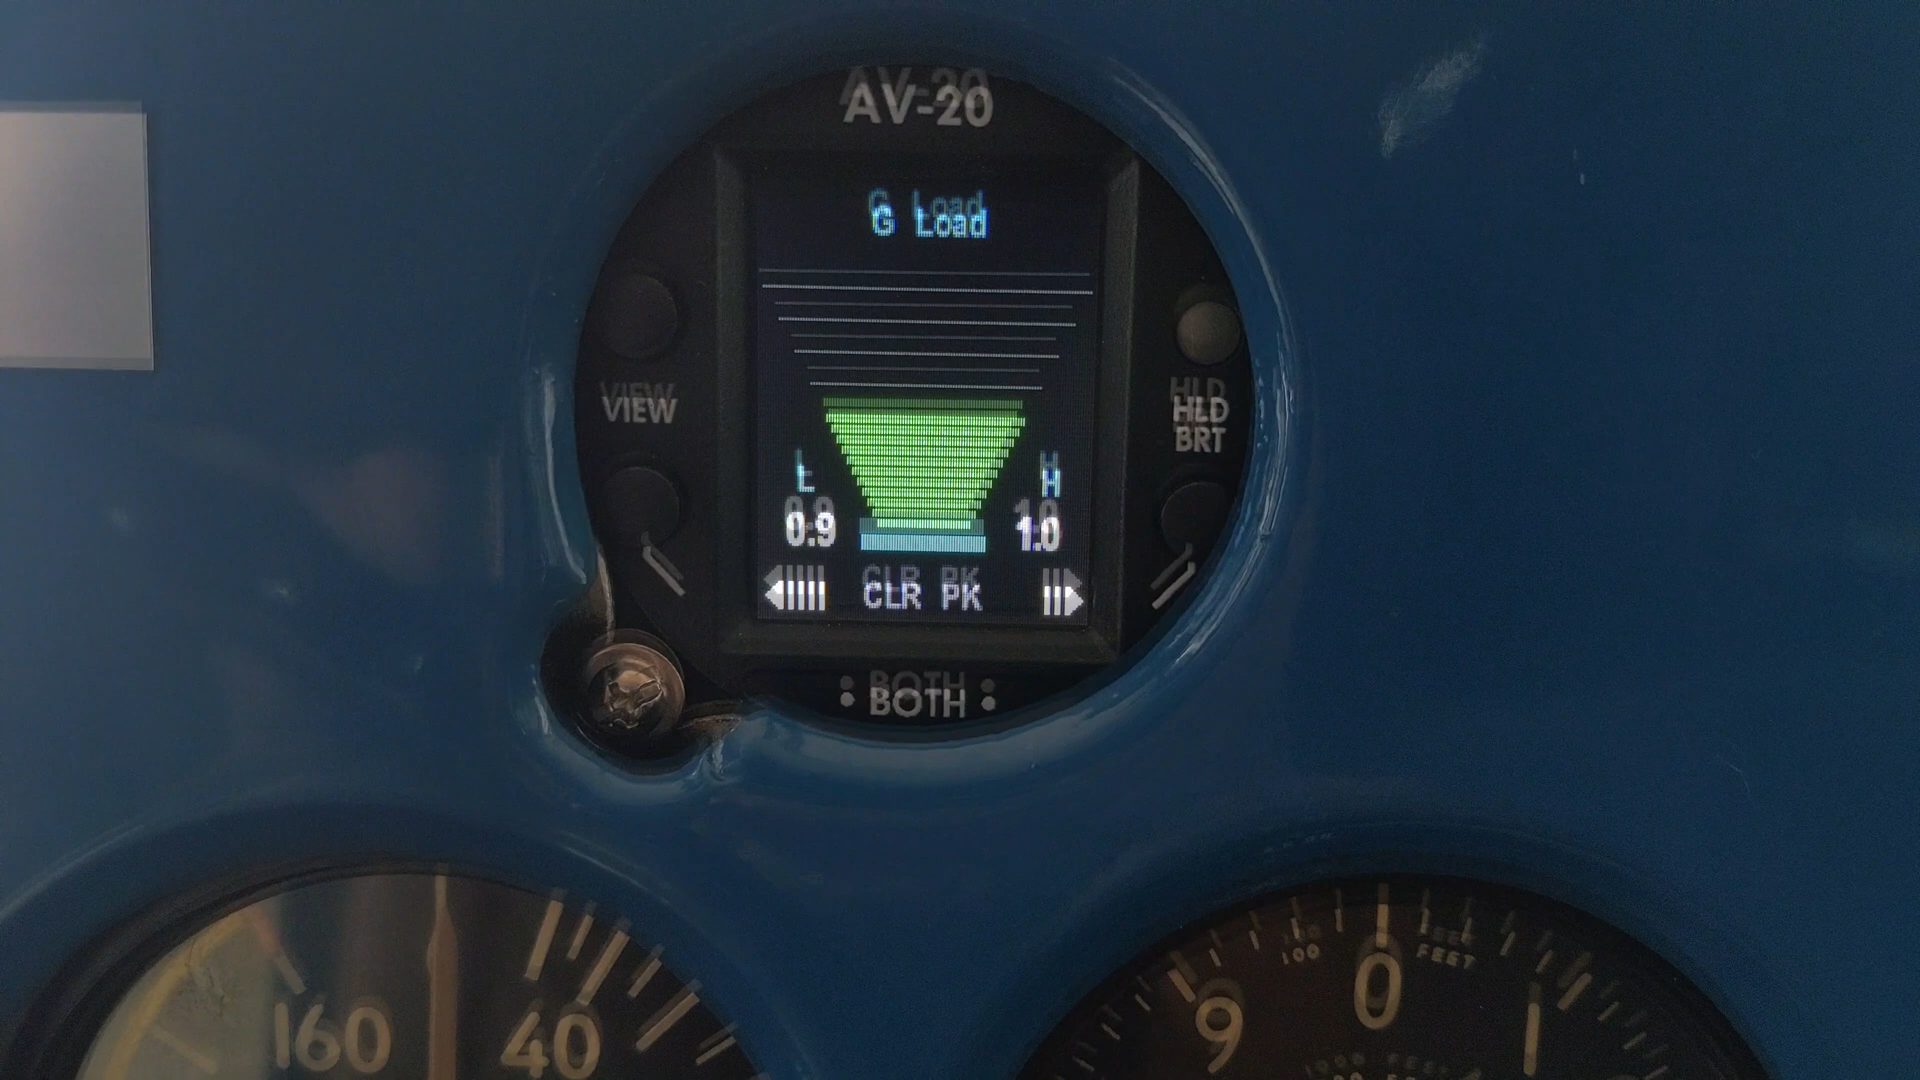 AV-20
G Load
VIEW
HLD
BRT
L
H
0.9
1.0
CLR PK
BOTH
100
FEET
160
40
9
0
1